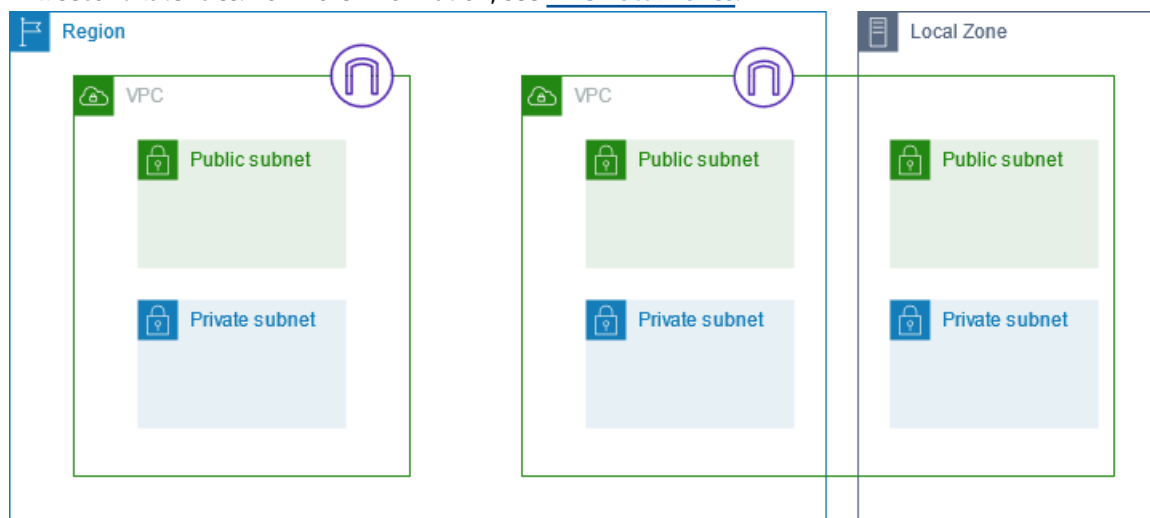 Region
Local Zone
VPC
VPC
Public subnet
Public subnet
Public subnet
Private subnet
Private subnet
Private subnet